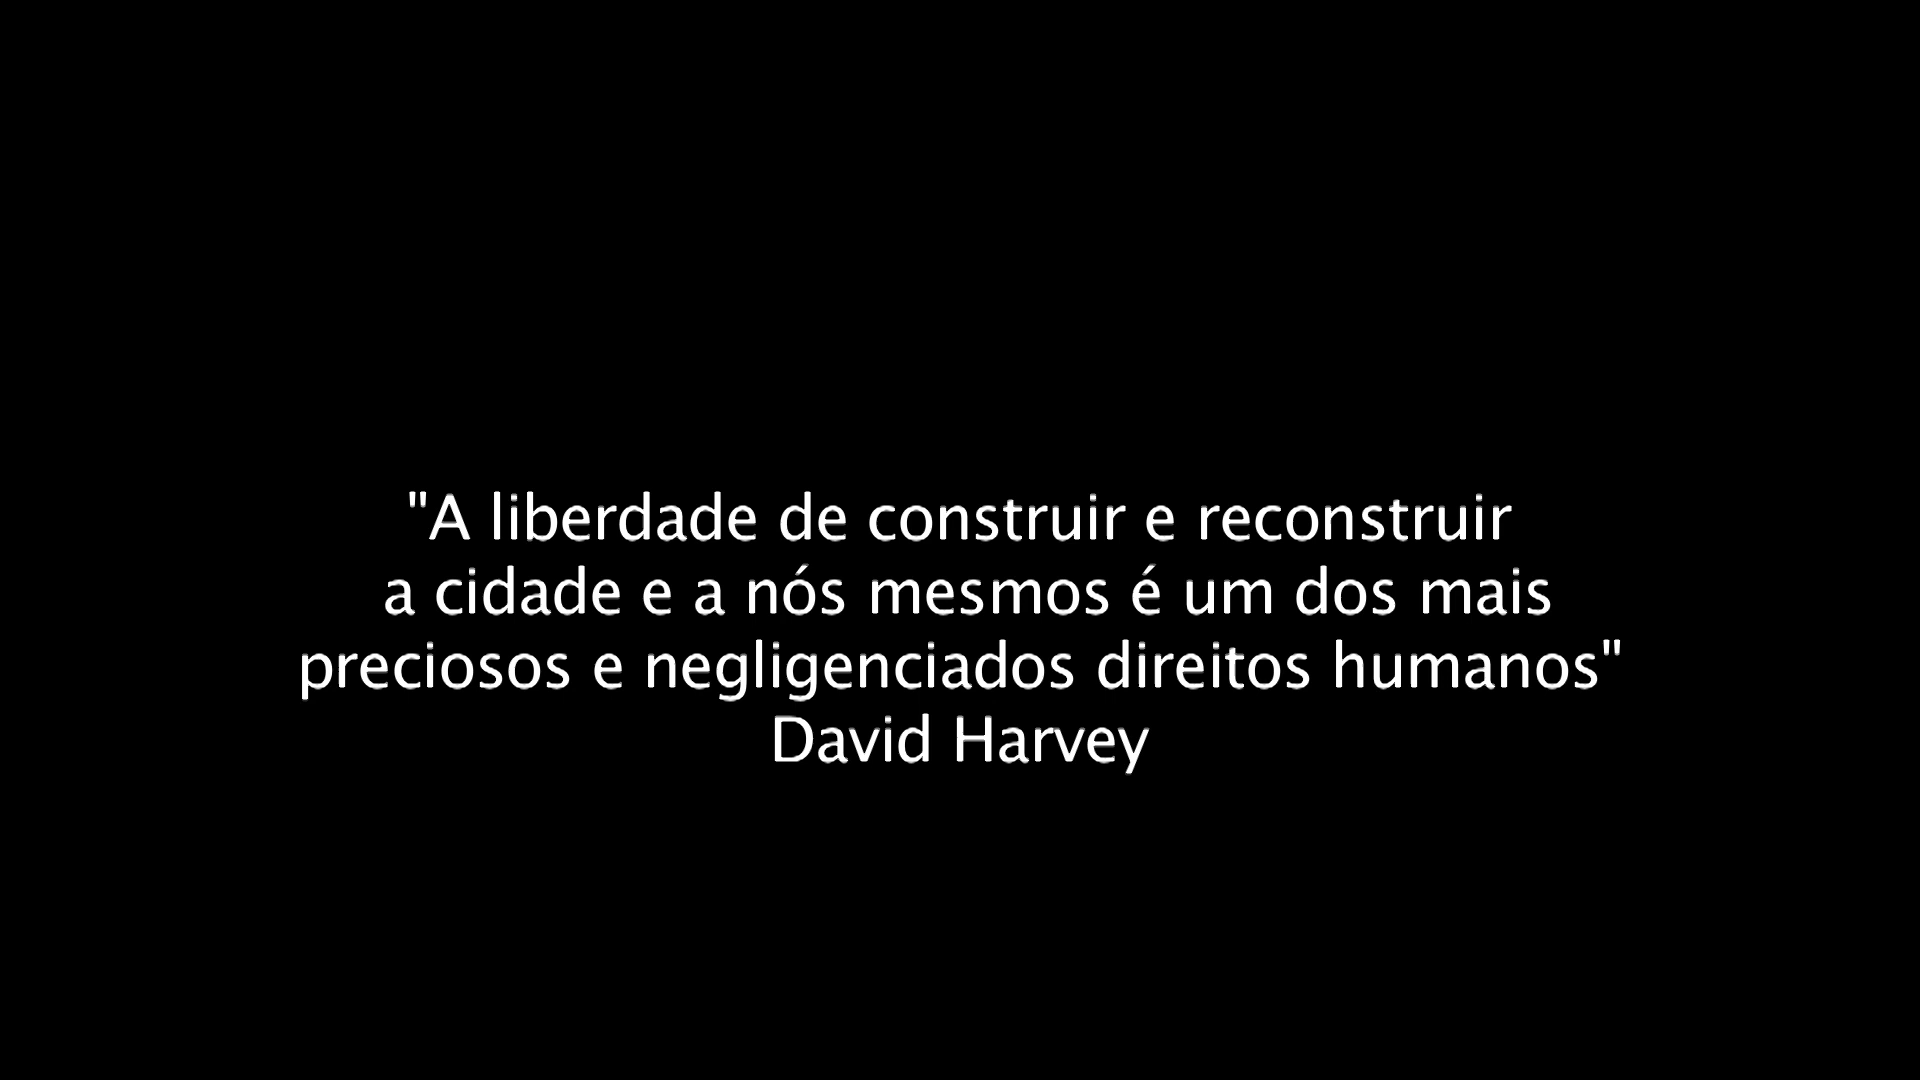 "A liberdade de construir e reconstruir
a cidade e a nós mesmos é um dos mais
preciosos e negligenciados direitos humanos"
David Harvey